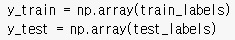 y_train = np.array(train_labels)
y_test = np.array(test_labels)